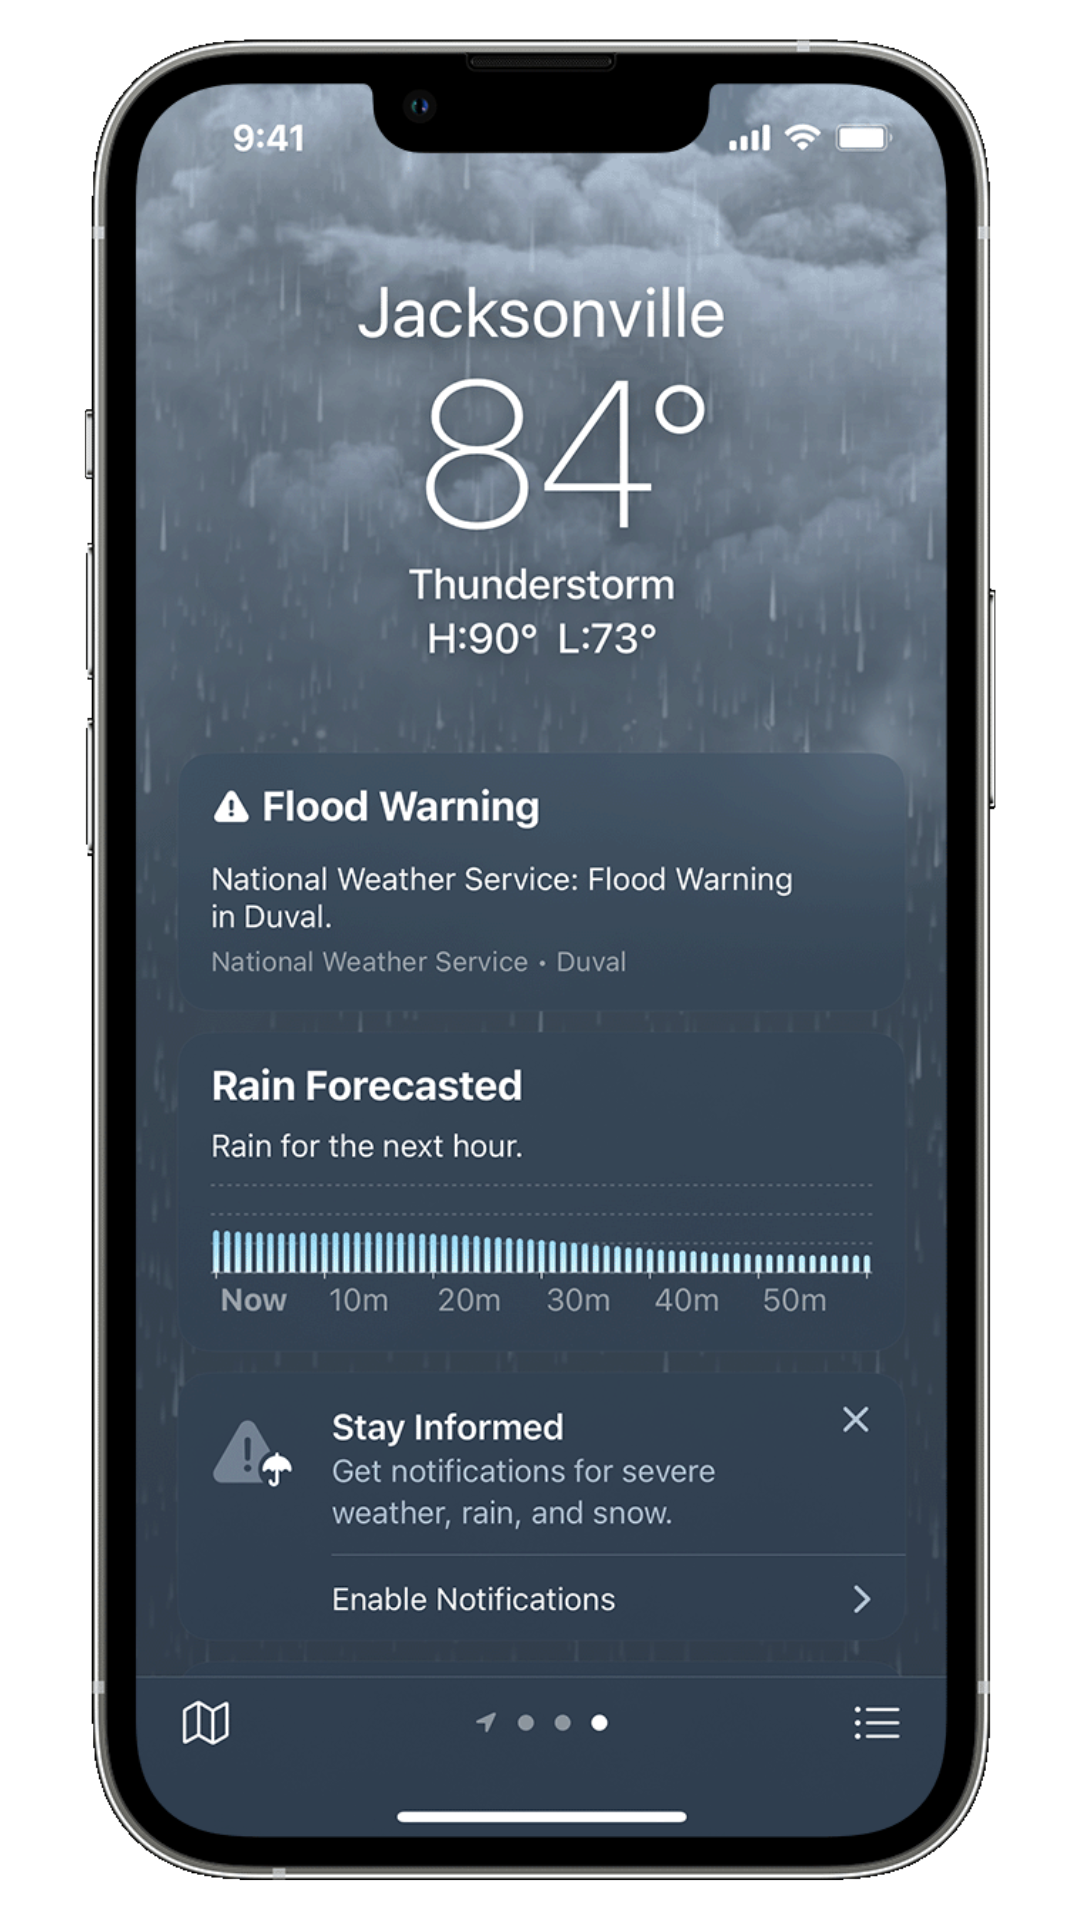 9:41
Jacksonville
84°
Thunderstorm
H:90° L:73°
Flood Warning
National Weather Service: Flood Warning
in Duval.
National Weather Service • Duval
Rain Forecasted
Rain for the next hour.
Now 10m 20m 30m 40m 50m
Stay Informed
Get notifications for severe
weather, rain, and snow.
Enable Notifications